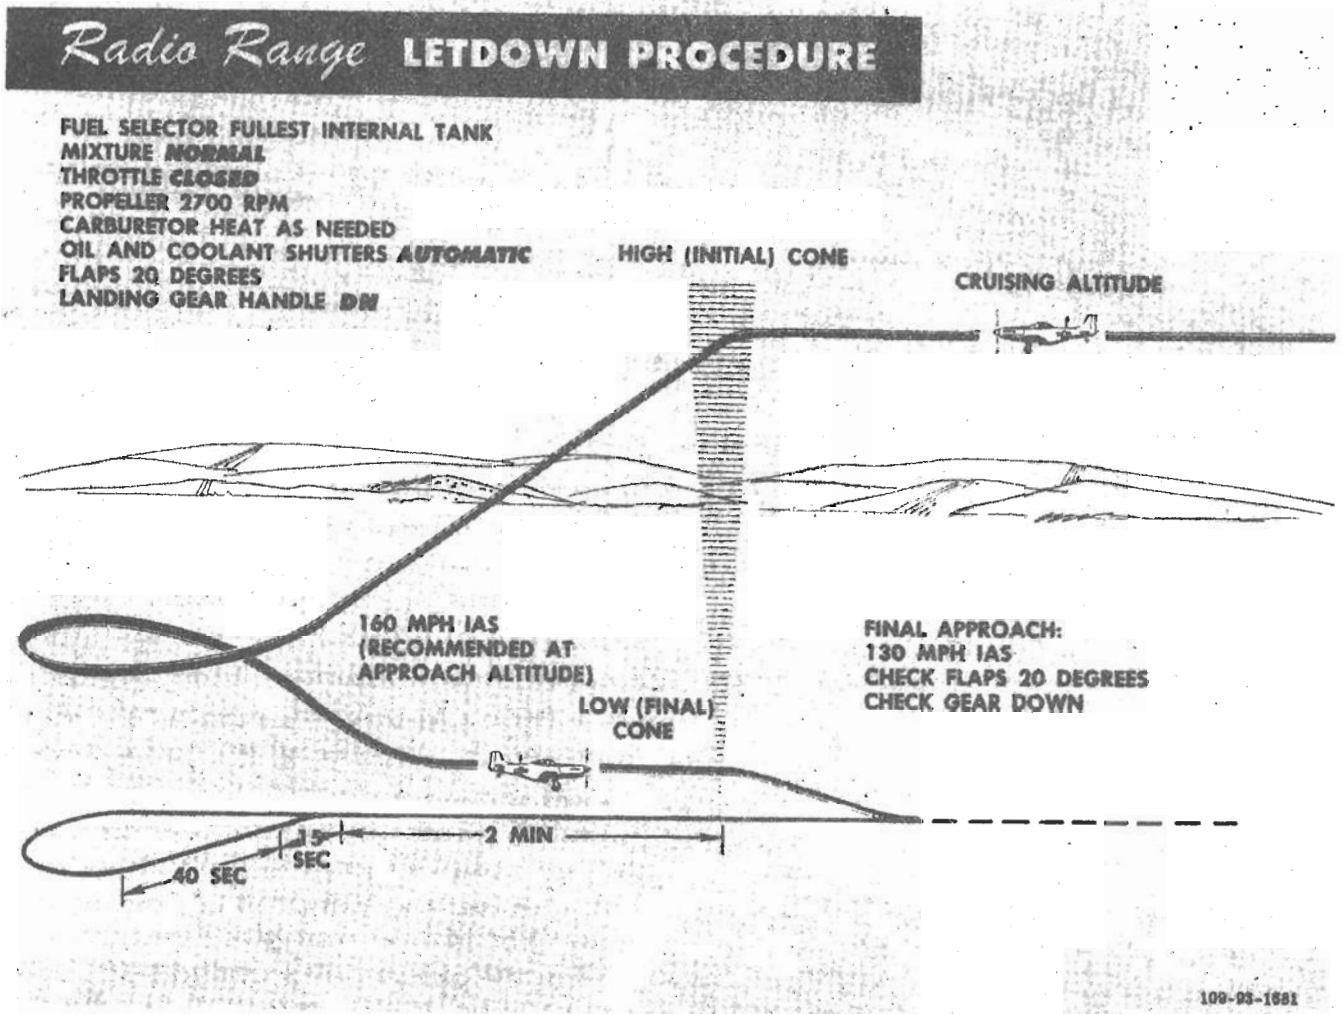 Radio Range LETDOWN PROCEDURE
FUEL SELECTOR FULLEST INTERNAL TANK
MIXTURE NORMAL
THROTTLE CLOSED
PROPELLER 2700 RPM
CARBURETOR HEAT AS NEEDED
OIL AND COOLANT SHUTTERS AUTOMATIC
FLAPS 20 DEGREES
LANDING GEAR HANDLE DN
HIGH (INITIAL) CONE
CRUISING ALTITUDE
160 MPH IAS
(RECOMMENDED AT
APPROACH ALTITUDE)
LOW (FINAL)
CONE
FINAL APPROACH:
130 MPH IAS
CHECK FLAPS 20 DEGREES
CHECK GEAR DOWN
2 MIN
15
SEC
40 SEC
109-93-1681